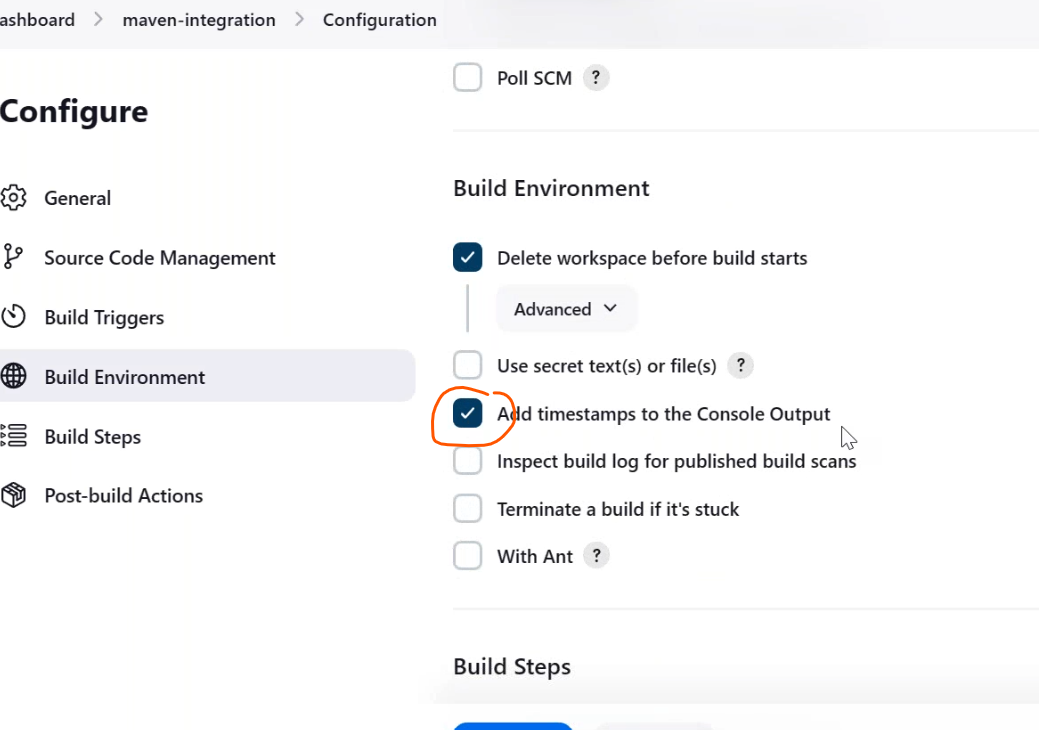 ashboard > maven-integration > Configuration
Configure
General
Source Code Management
Build Triggers
Build Environment
Build Steps
Post-build Actions
Poll SCM ?
Build Environment
Delete workspace before build starts
Advanced
Use secret text(s) or file(s) ?
Add timestamps to the Console Output
Inspect build log for published build scans
Terminate a build if it's stuck
With Ant ?
Build Steps